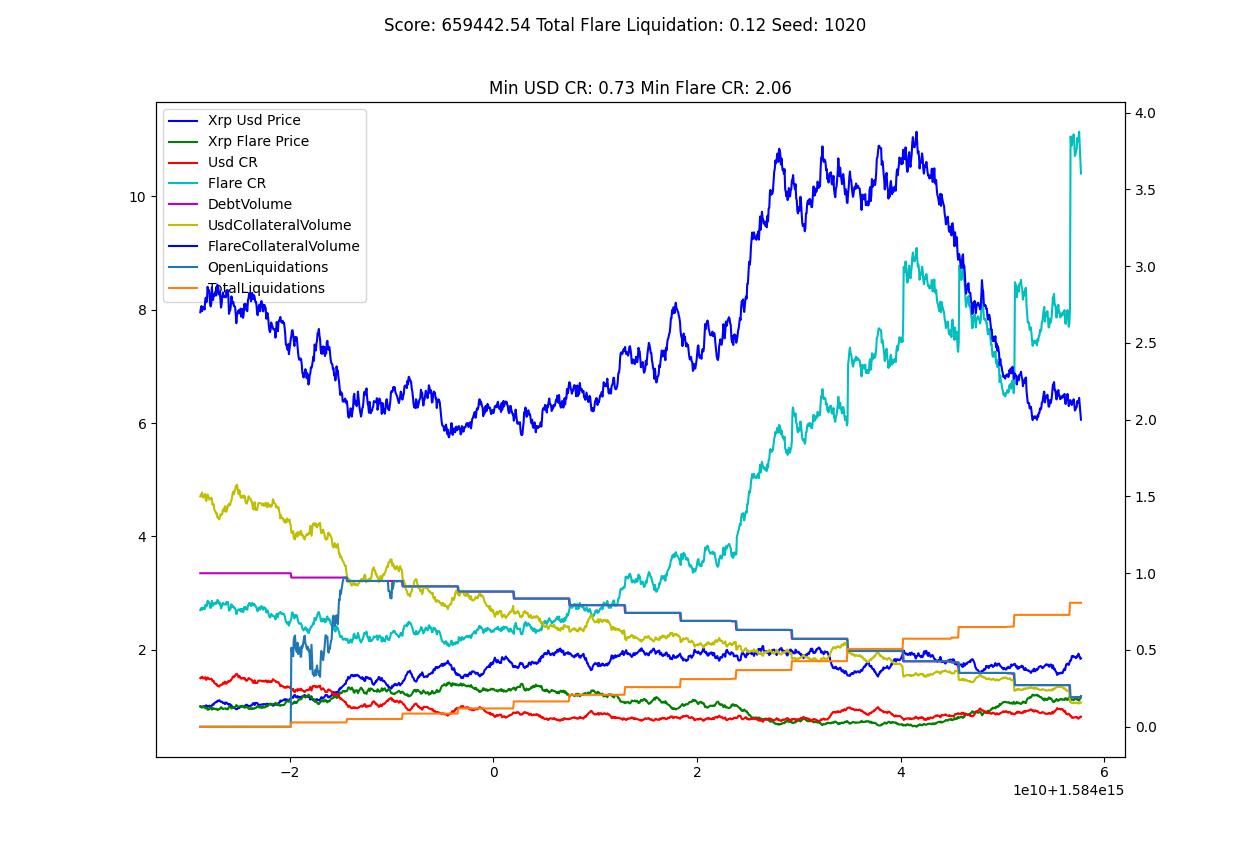 Score: 659442.54 Total Flare Liquidation: 0.12 Seed: 1020
Min USD CR: 0.73 Min Flare CR: 2.06
Xrp Usd Price
Xrp Flare Price
Usd CR
Flare CR
DebtVolume
UsdCollateralVolume
FlareCollateralVolume
OpenLiquidations
TotalLiquidations
10
8
6
4
2
4.0
3.5
3.0
2.5
2.0
1.5
1.0
0.5
0.0
−2 0 2 4 6
1e10+1.584e15